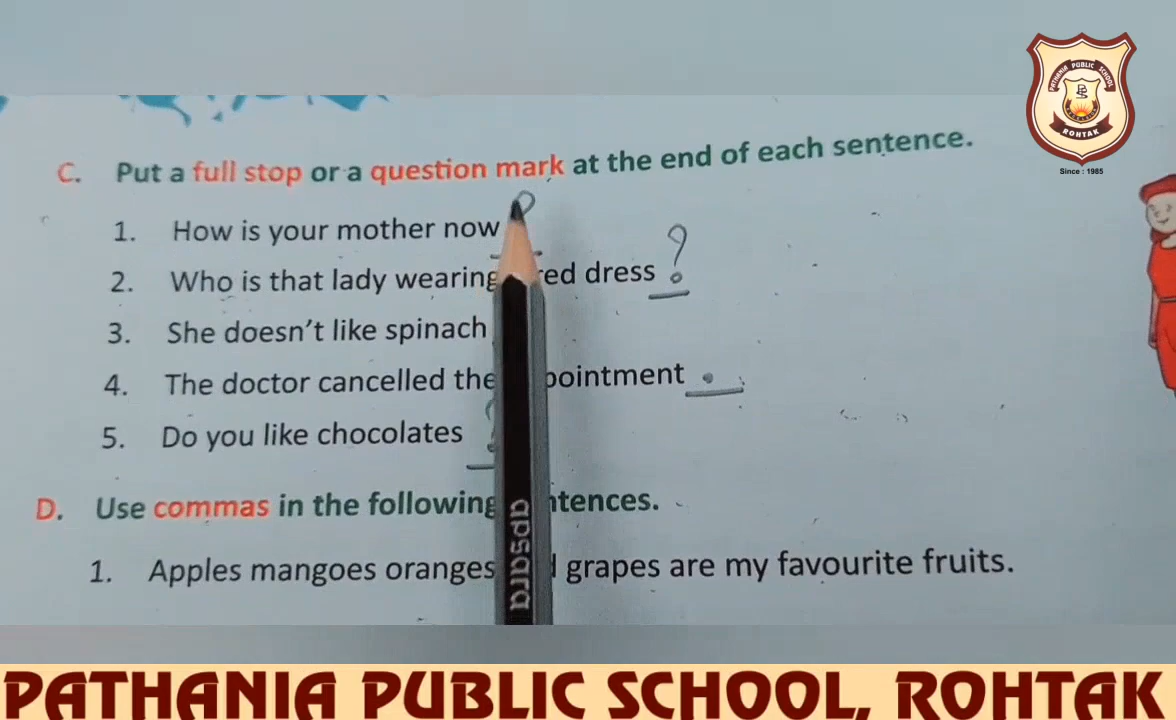 PATHANIA PUBLIC SCHOOL
ROHTAK
Since : 1985
C. Put a full stop or a question mark at the end of each sentence.
1. How is your mother now ?
2. Who is that lady wearing red dress ?
3. She doesn't like spinach
4. The doctor cancelled the pointment .
5. Do you like chocolates ?
D. Use commas in the following tences.
1. Apples mangoes oranges grapes are my favourite fruits.
apsara
PATHANIA PUBLIC SCHOOL, ROHTAK